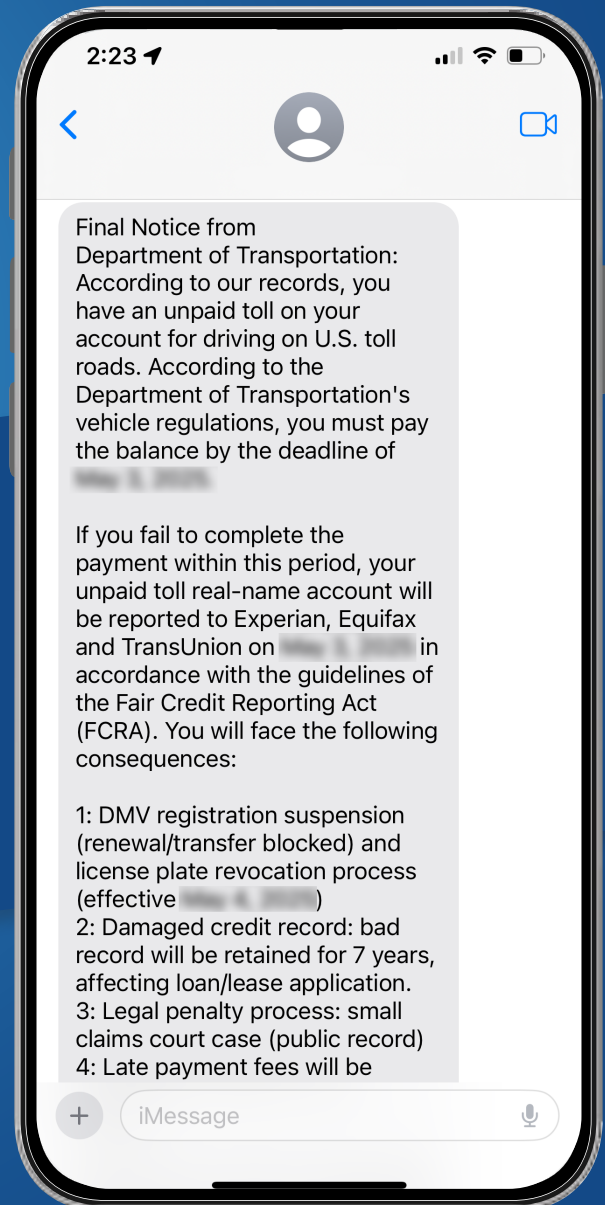 2:23
Final Notice from
Department of Transportation:
According to our records, you
have an unpaid toll on your
account for driving on U.S. toll
roads. According to the
Department of Transportation's
vehicle regulations, you must pay
the balance by the deadline of
If you fail to complete the
payment within this period, your
unpaid toll real-name account will
be reported to Experian, Equifax
and TransUnion on in
accordance with the guidelines of
the Fair Credit Reporting Act
(FCRA). You will face the following
consequences:
1: DMV registration suspension
(renewal/transfer blocked) and
license plate revocation process
(effective )
2: Damaged credit record: bad
record will be retained for 7 years,
affecting loan/lease application.
3: Legal penalty process: small
claims court case (public record)
4: Late payment fees will be
iMessage